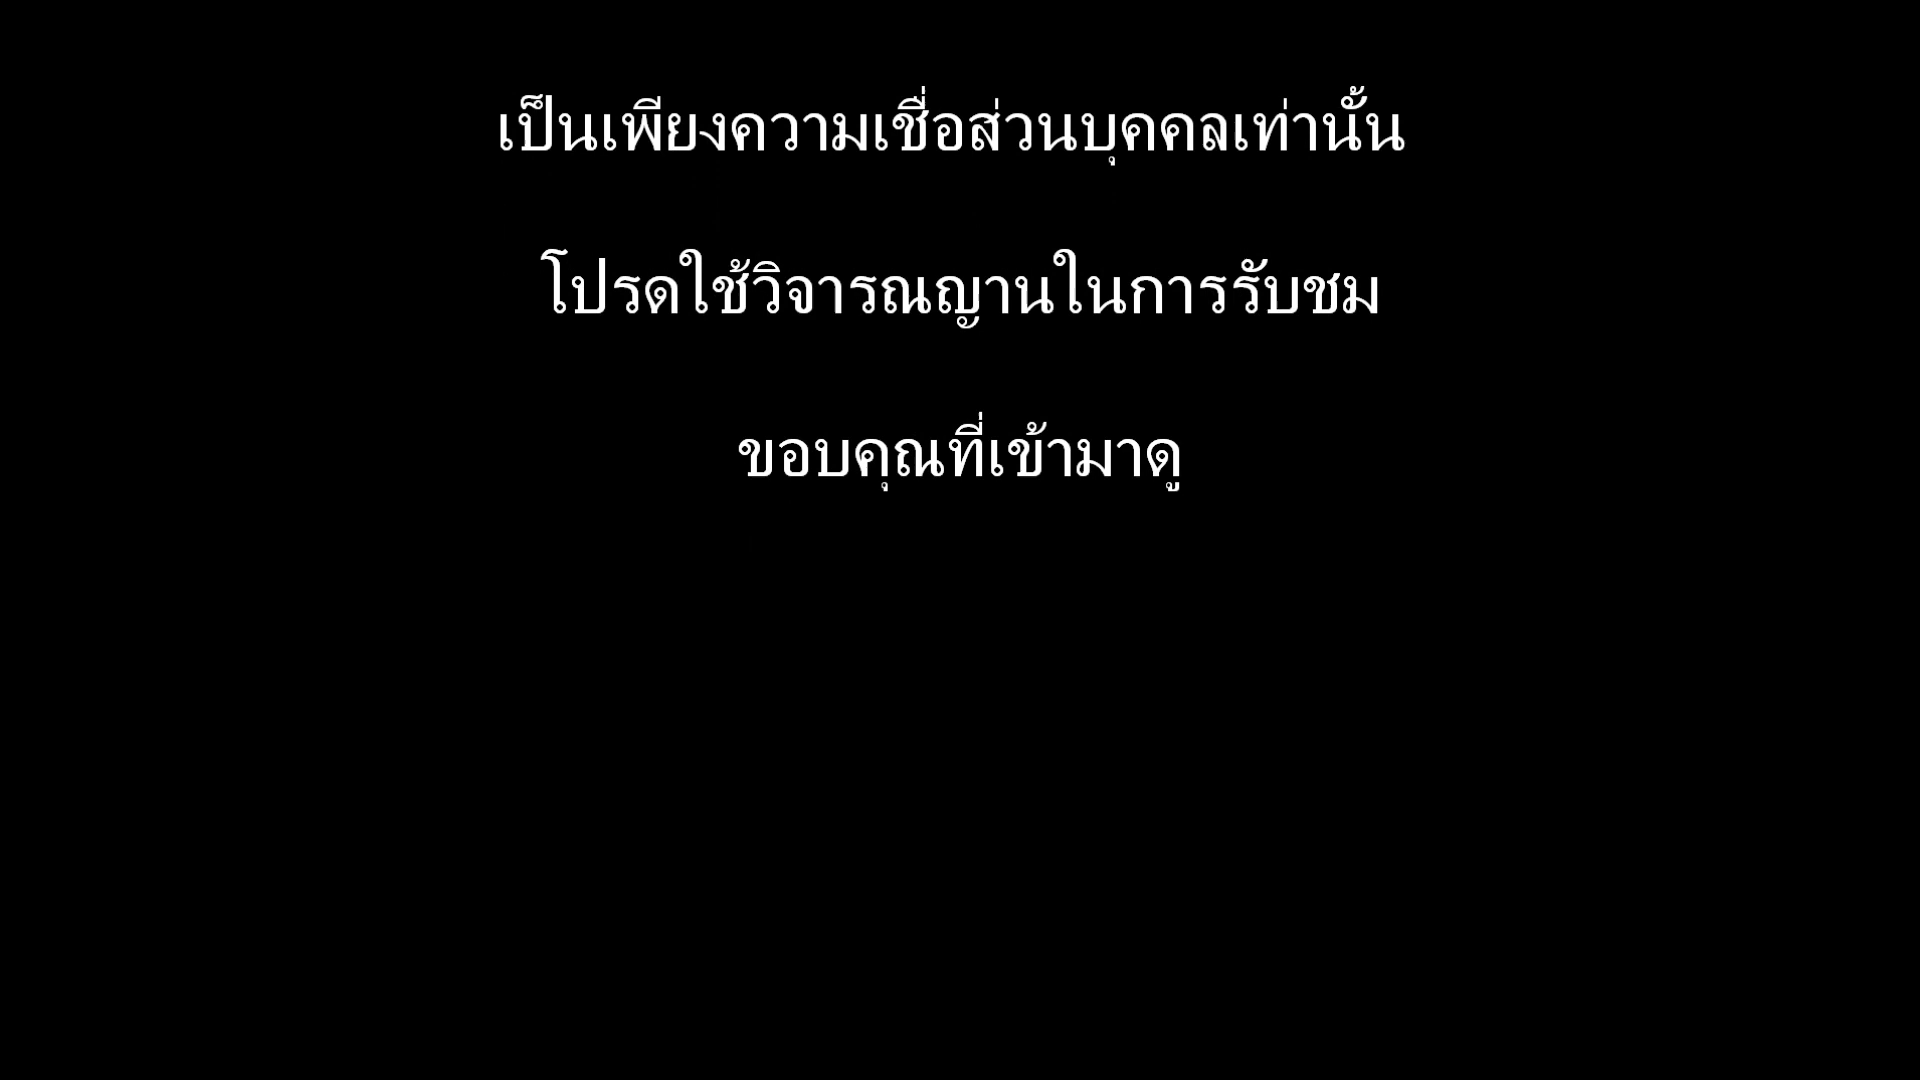 เป็นเพียงความเชื่อส่วนบุคคลเท่านั้น
โปรดใช้วิจารณญานในการรับชม
ขอบคุณที่เข้ามาดู